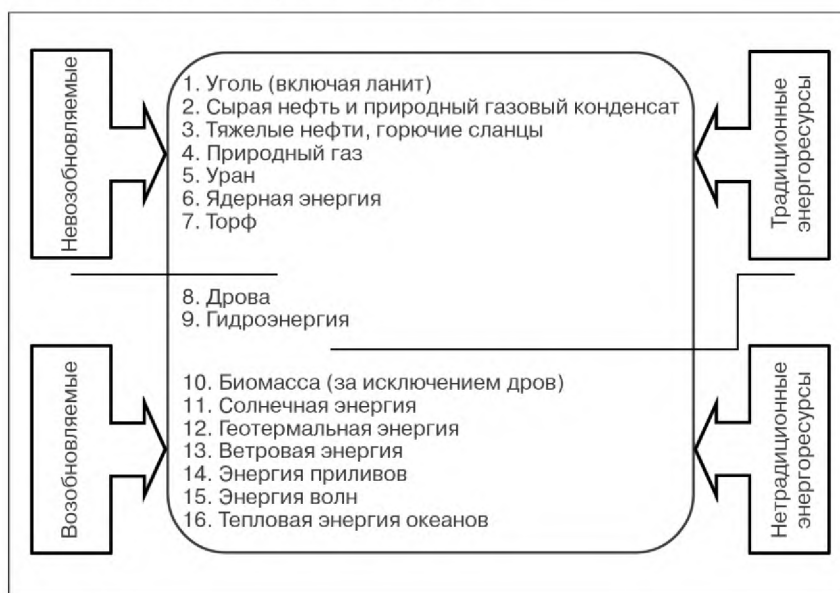 Невозобновляемые
Традиционные
энергоресурсы
1. Уголь (включая ланит)
2. Сырая нефть и природный газовый конденсат
3. Тяжелые нефти, горючие сланцы
4. Природный газ
5. Уран
6. Ядерная энергия
7. Торф
8. Дрова
9. Гидроэнергия
Возобновляемые
Нетрадиционные
энергоресурсы
10. Биомасса (за исключением дров)
11. Солнечная энергия
12. Геотермальная энергия
13. Ветровая энергия
14. Энергия приливов
15. Энергия волн
16. Тепловая энергия океанов